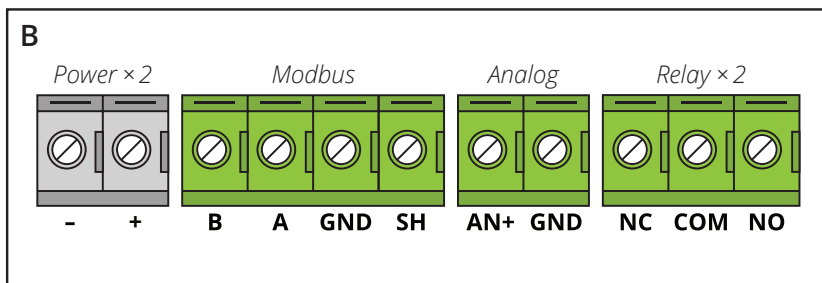 B
Power × 2 Modbus Analog Relay × 2
– + B A GND SH AN+ GND NC COM NO